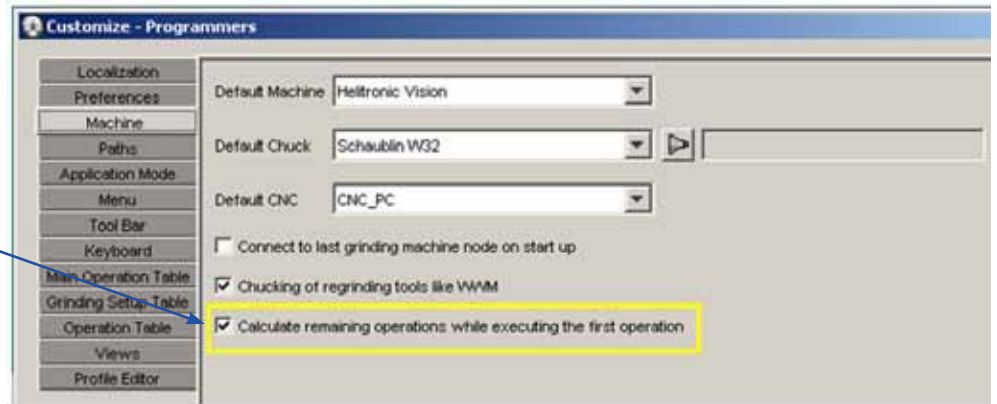 Customize - Programmers
Localization
Preferences
Machine
Paths
Application Mode
Menu
Tool Bar
Keyboard
Main Operation Table
Grinding Setup Table
Operation Table
Views
Profile Editor
Default Machine Helitronic Vision
Default Chuck Schaublin W32
Default CNC CNC_PC
Connect to last grinding machine node on start up
Chucking of regrinding tools like WWM
Calculate remaining operations while executing the first operation